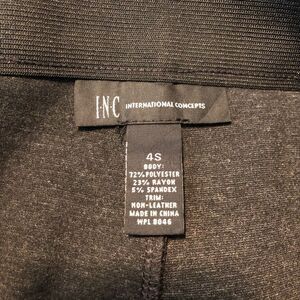 I·N·C INTERNATIONAL CONCEPTS
4S
BODY:
72% POLYESTER
23% RAYON
5% SPANDEX
TRIM:
NON-LEATHER
MADE IN CHINA
WPL 8046